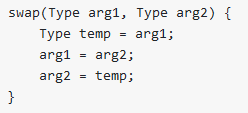 swap(Type arg1, Type arg2) {
    Type temp = arg1;
    arg1 = arg2;
    arg2 = temp;
}